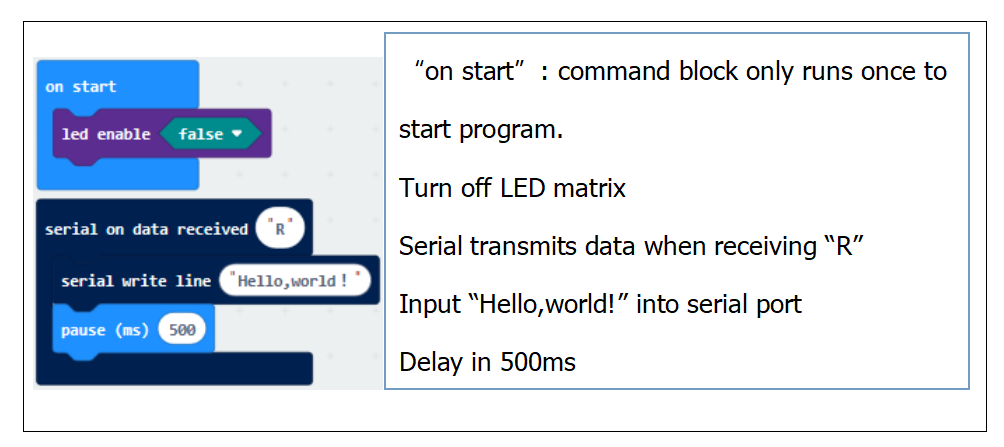 on start
led enable false
serial on data received "R"
serial write line "Hello,world！"
pause (ms) 500
“on start”：command block only runs once to
start program.
Turn off LED matrix
Serial transmits data when receiving “R”
Input “Hello,world!” into serial port
Delay in 500ms